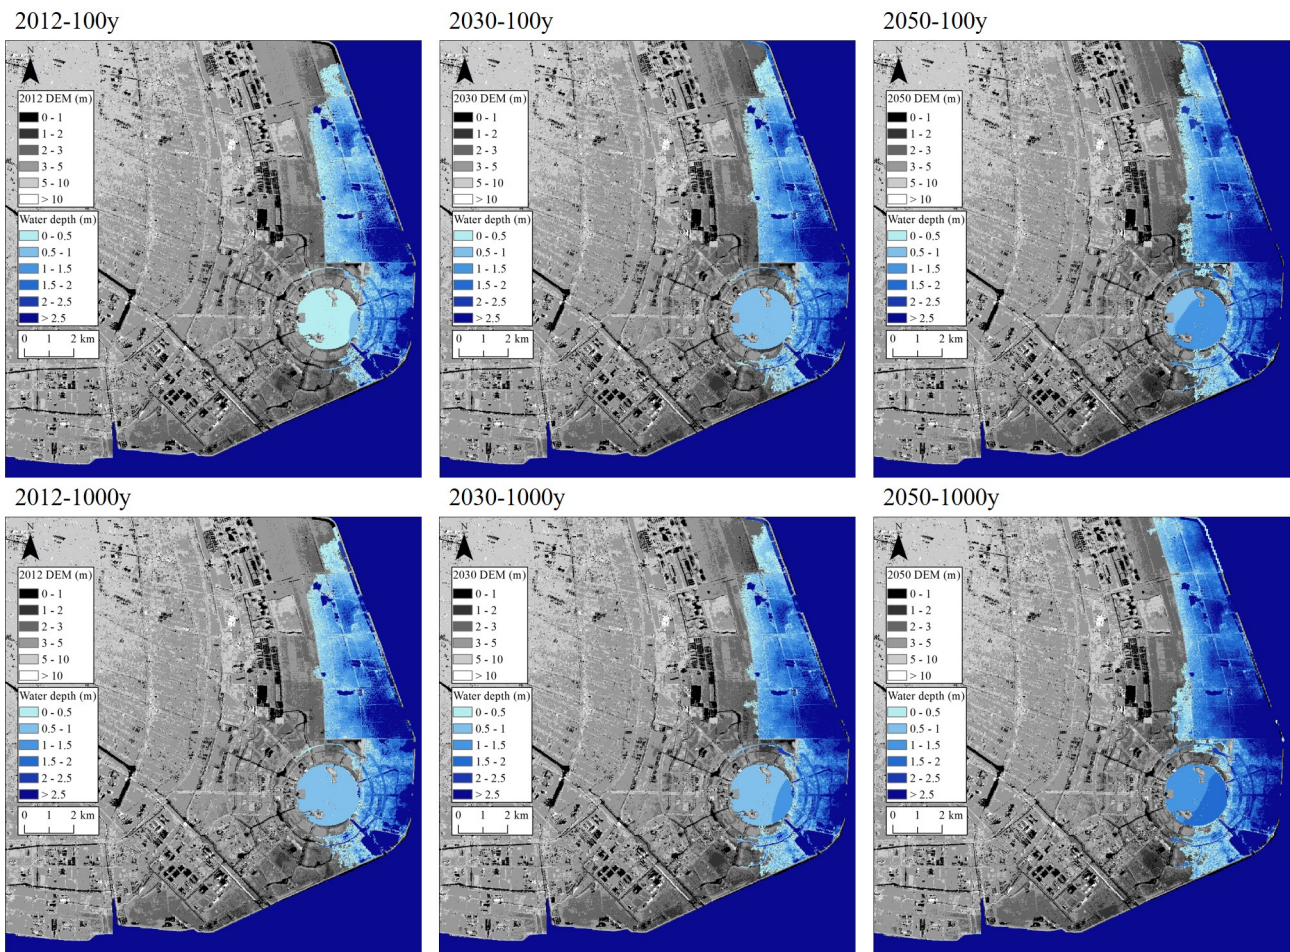 2012-100y
N
2012 DEM (m)
0 - 1
1 - 2
2 - 3
3 - 5
5 - 10
> 10
Water depth (m)
0 - 0.5
0.5 - 1
1 - 1.5
1.5 - 2
2 - 2.5
> 2.5
0 1 2 km
2030-100y
N
2030 DEM (m)
0 - 1
1 - 2
2 - 3
3 - 5
5 - 10
> 10
Water depth (m)
0 - 0.5
0.5 - 1
1 - 1.5
1.5 - 2
2 - 2.5
> 2.5
0 1 2 km
2050-100y
N
2050 DEM (m)
0 - 1
1 - 2
2 - 3
3 - 5
5 - 10
> 10
Water depth (m)
0 - 0.5
0.5 - 1
1 - 1.5
1.5 - 2
2 - 2.5
> 2.5
0 1 2 km
2012-1000y
N
2012 DEM (m)
0 - 1
1 - 2
2 - 3
3 - 5
5 - 10
> 10
Water depth (m)
0 - 0.5
0.5 - 1
1 - 1.5
1.5 - 2
2 - 2.5
> 2.5
0 1 2 km
2030-1000y
N
2030 DEM (m)
0 - 1
1 - 2
2 - 3
3 - 5
5 - 10
> 10
Water depth (m)
0 - 0.5
0.5 - 1
1 - 1.5
1.5 - 2
2 - 2.5
> 2.5
0 1 2 km
2050-1000y
N
2050 DEM (m)
0 - 1
1 - 2
2 - 3
3 - 5
5 - 10
> 10
Water depth (m)
0 - 0.5
0.5 - 1
1 - 1.5
1.5 - 2
2 - 2.5
> 2.5
0 1 2 km